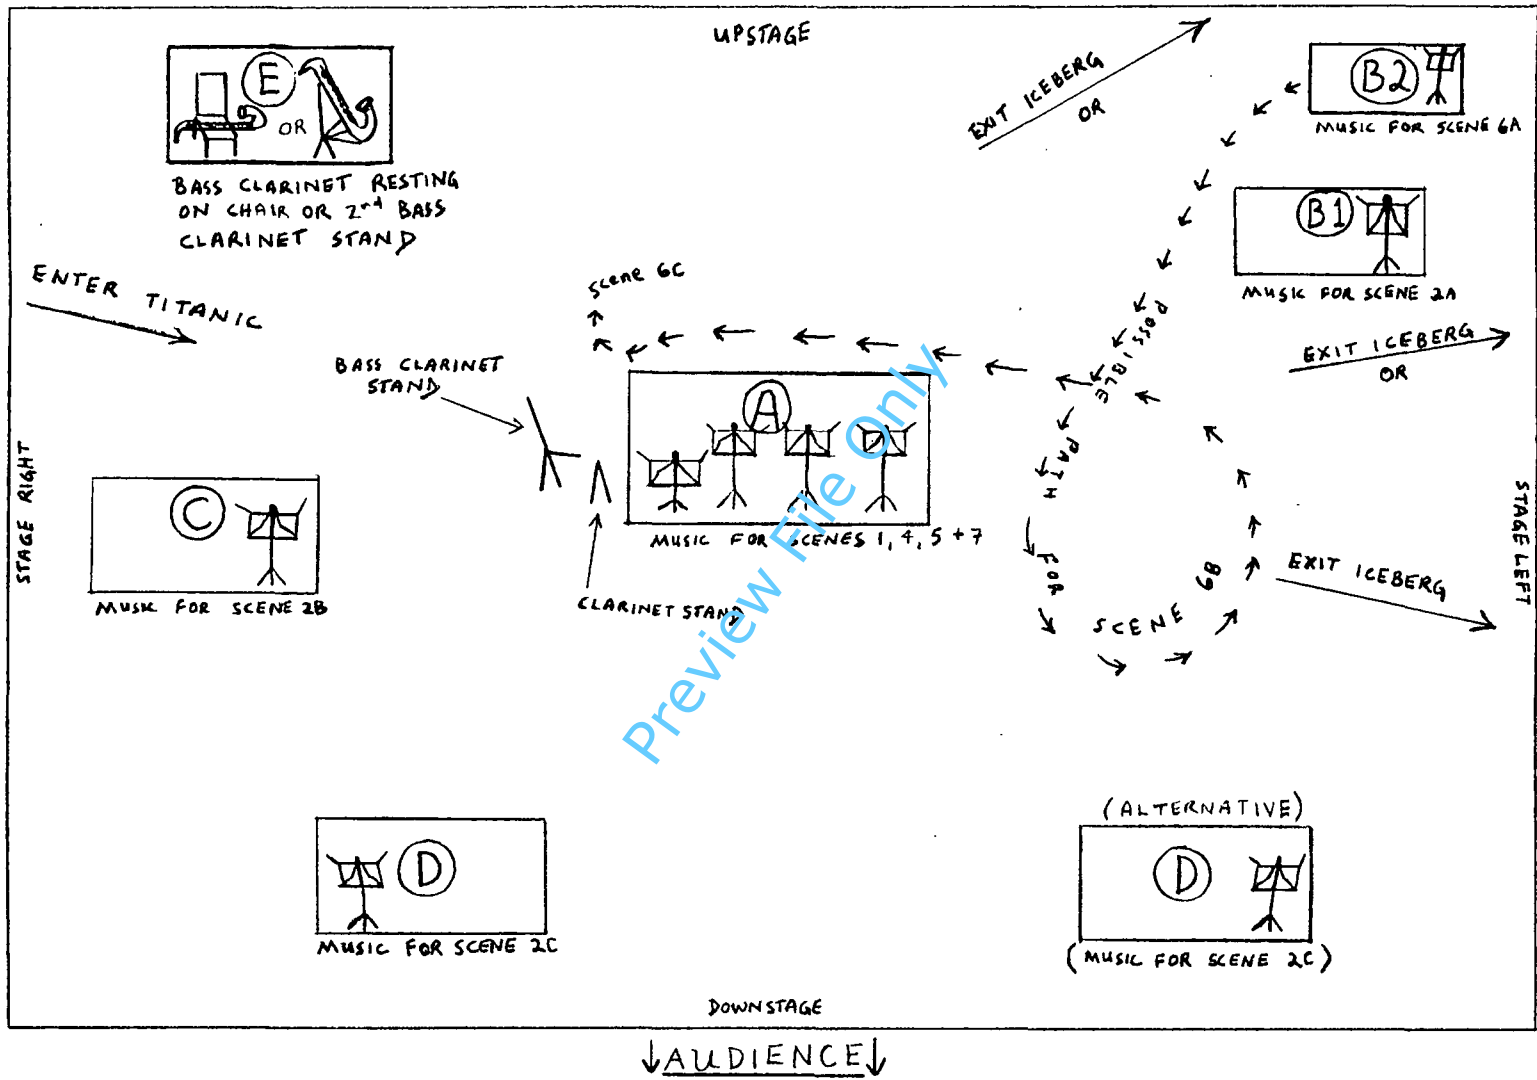 UPSTAGE
EXIT ICEBERG
OR
B2
MUSIC FOR SCENE 6A
E
OR
BASS CLARINET RESTING
ON CHAIR OR 2nd BASS
CLARINET STAND
B1
MUSIC FOR SCENE 2A
ENTER TITANIC
SCENE 6C
EXIT ICEBERG
OR
BASS CLARINET
STAND
A
MUSIC FOR SCENES 1, 4, 5 + 7
POSSIBLE
PATH
FOR
SCENE 6B
STAGE RIGHT
C
MUSIC FOR SCENE 2B
CLARINET STAND
EXIT ICEBERG
STAGE LEFT
Preview File Only
D
MUSIC FOR SCENE 2C
(ALTERNATIVE)
D
(MUSIC FOR SCENE 2C)
DOWNSTAGE
↓AUDIENCE↓